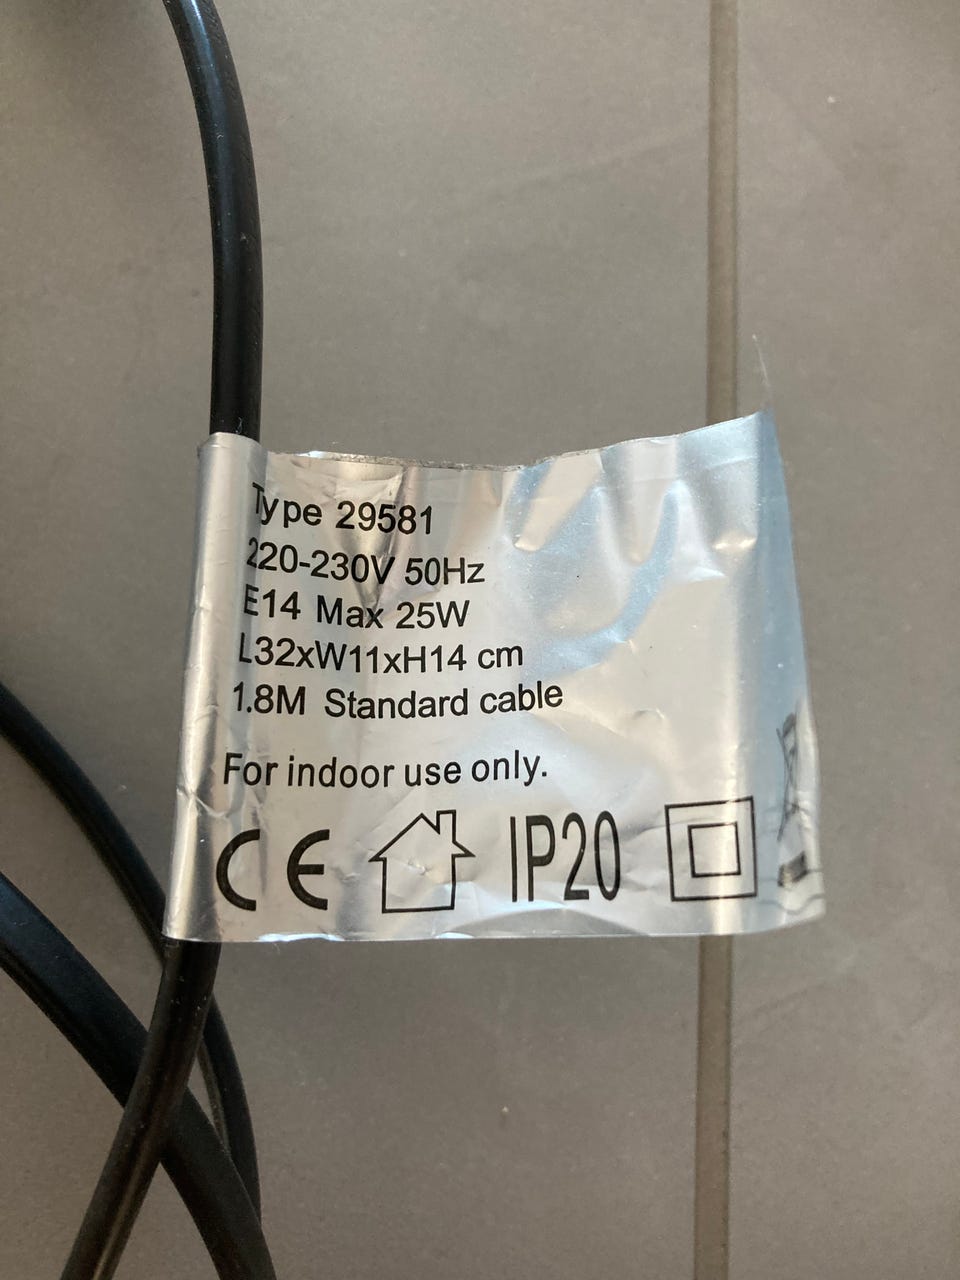 Type 29581
220-230V 50Hz
E14 Max 25W
L32xW11xH14 cm
1.8M Standard cable
For indoor use only.
CE IP20